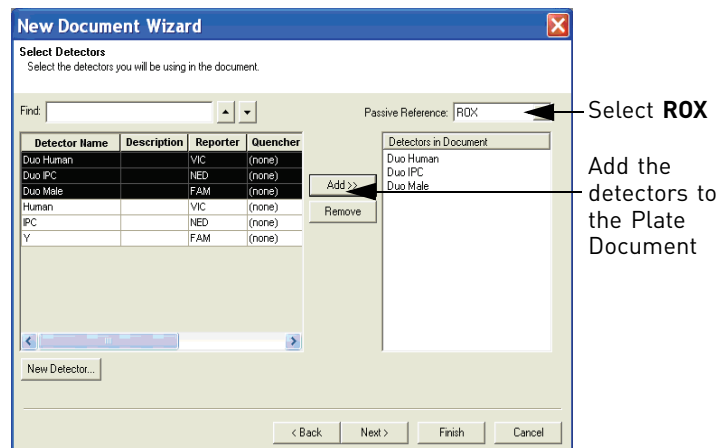 New Document Wizard
Select Detectors
Select the detectors you will be using in the document.
Find:
Passive Reference: ROX
Select ROX
Detector Name Description Reporter Quencher
Duo Human VIC (none)
Duo IPC NED (none)
Duo Male FAM (none)
Human VIC (none)
IPC NED (none)
Y FAM (none)
Add >>
Remove
Detectors in Document
Duo Human
Duo IPC
Duo Male
Add the
detectors to
the Plate
Document
New Detector...
< Back Next > Finish Cancel